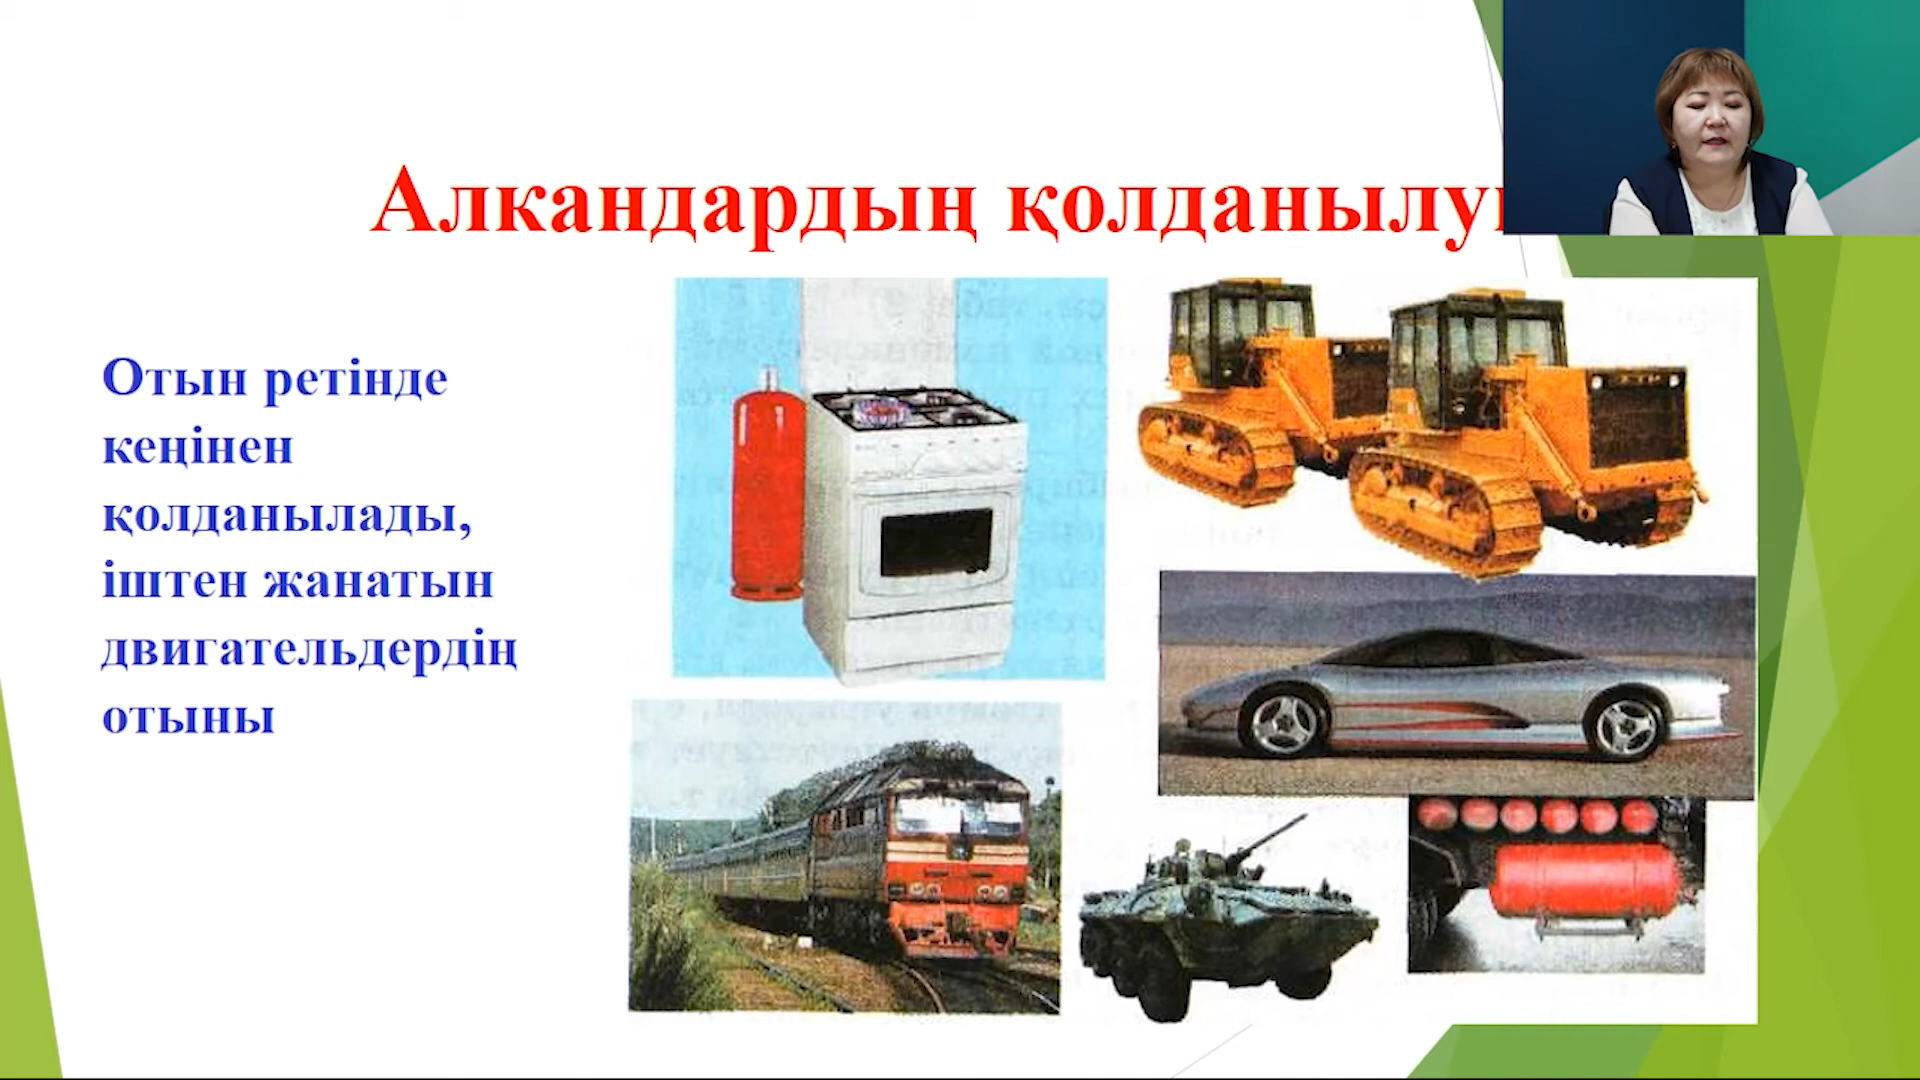 Алкандардың қолданылу
Отын ретінде
кеңінен
қолданылады,
іштен жанатын
двигательдердің
отыны